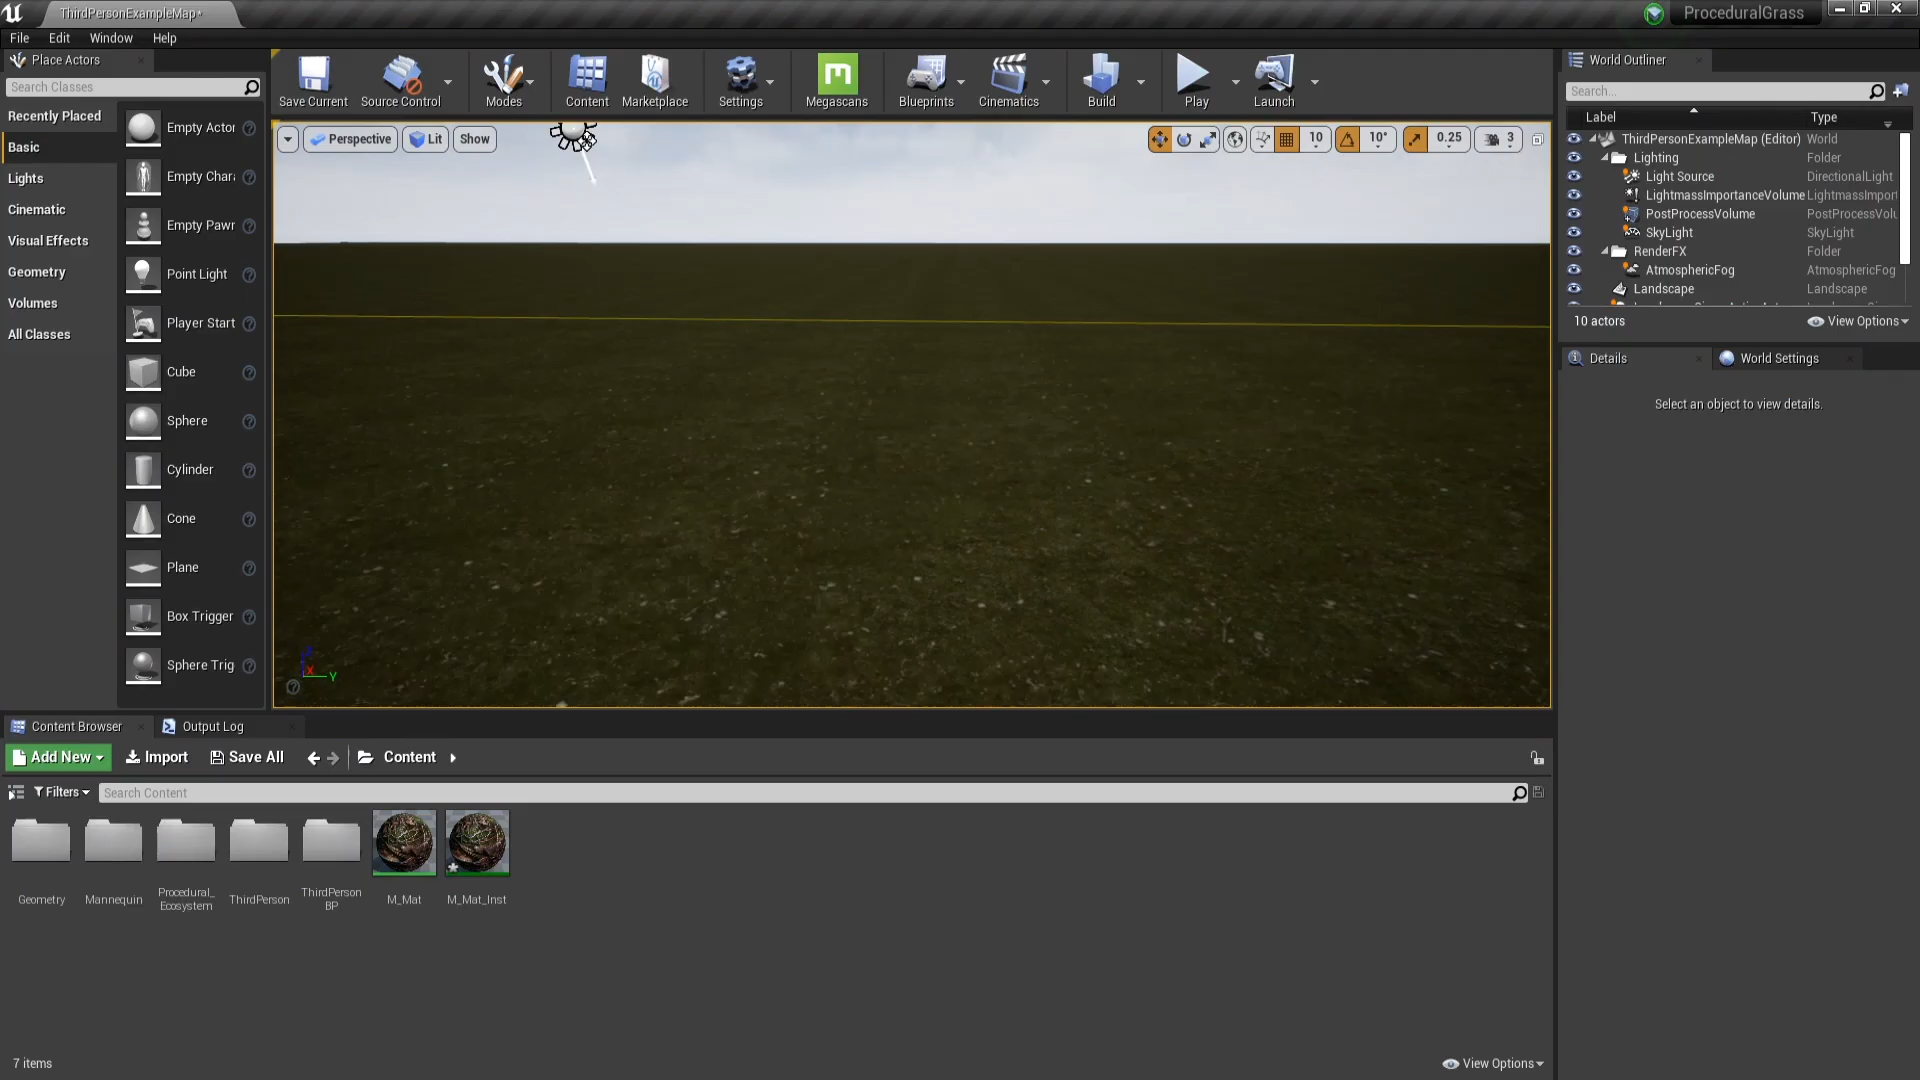 ThirdPersonExampleMap*
ProceduralGrass
File Edit Window Help
Place Actors
Search Classes
Recently Placed
Basic
Lights
Cinematic
Visual Effects
Geometry
Volumes
All Classes
Empty Actor
Empty Chara
Empty Pawn
Point Light
Player Start
Cube
Sphere
Cylinder
Cone
Plane
Box Trigger
Sphere Trig
Save Current
Source Control
Modes
Content
Marketplace
Settings
Megascans
Blueprints
Cinematics
Build
Play
Launch
Perspective
Lit
Show
10
10°
0.25
3
X
Y
World Outliner
Search...
Label Type
ThirdPersonExampleMap (Editor) World
Lighting Folder
Light Source DirectionalLight
LightmassImportanceVolume LightmassImport
PostProcessVolume PostProcessVolu
SkyLight SkyLight
RenderFX Folder
AtmosphericFog AtmosphericFog
Landscape Landscape
10 actors
View Options
Details
World Settings
Select an object to view details.
Content Browser
Output Log
Add New
Import
Save All
Content
Filters
Search Content
Geometry
Mannequin
Procedural_
Ecosystem
ThirdPerson
ThirdPerson
BP
M_Mat
M_Mat_Inst
7 items
View Options